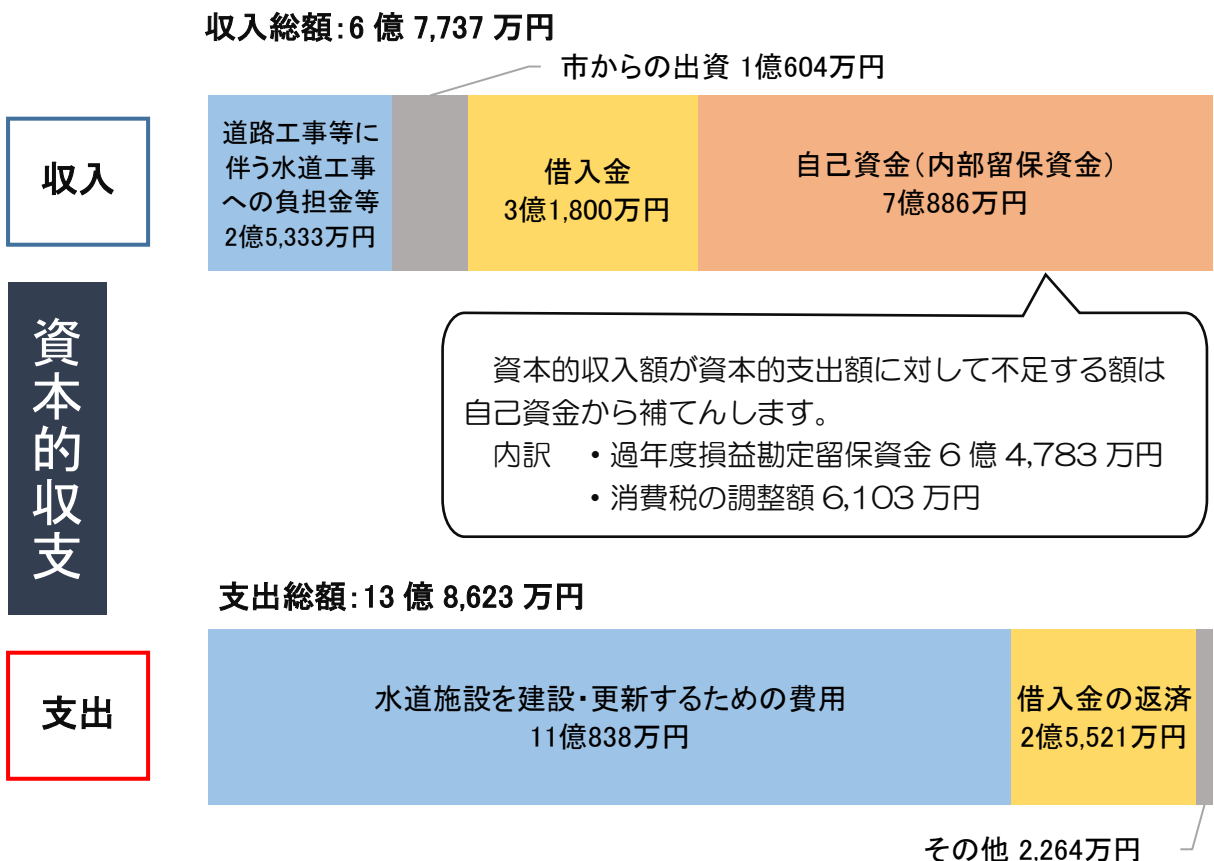 収入総額：6 億 7,737 万円
市からの出資 1億604万円
収入
道路工事等に
伴う水道工事
への負担金等
2億5,333万円
借入金
3億1,800万円
自己資金（内部留保資金）
7億886万円
資本的収支
資本的収入額が資本的支出額に対して不足する額は
自己資金から補てんします。
内訳　・過年度損益勘定留保資金 6 億 4,783 万円
・消費税の調整額 6,103 万円
支出総額：13 億 8,623 万円
支出
水道施設を建設・更新するための費用
11億838万円
借入金の返済
2億5,521万円
その他 2,264万円